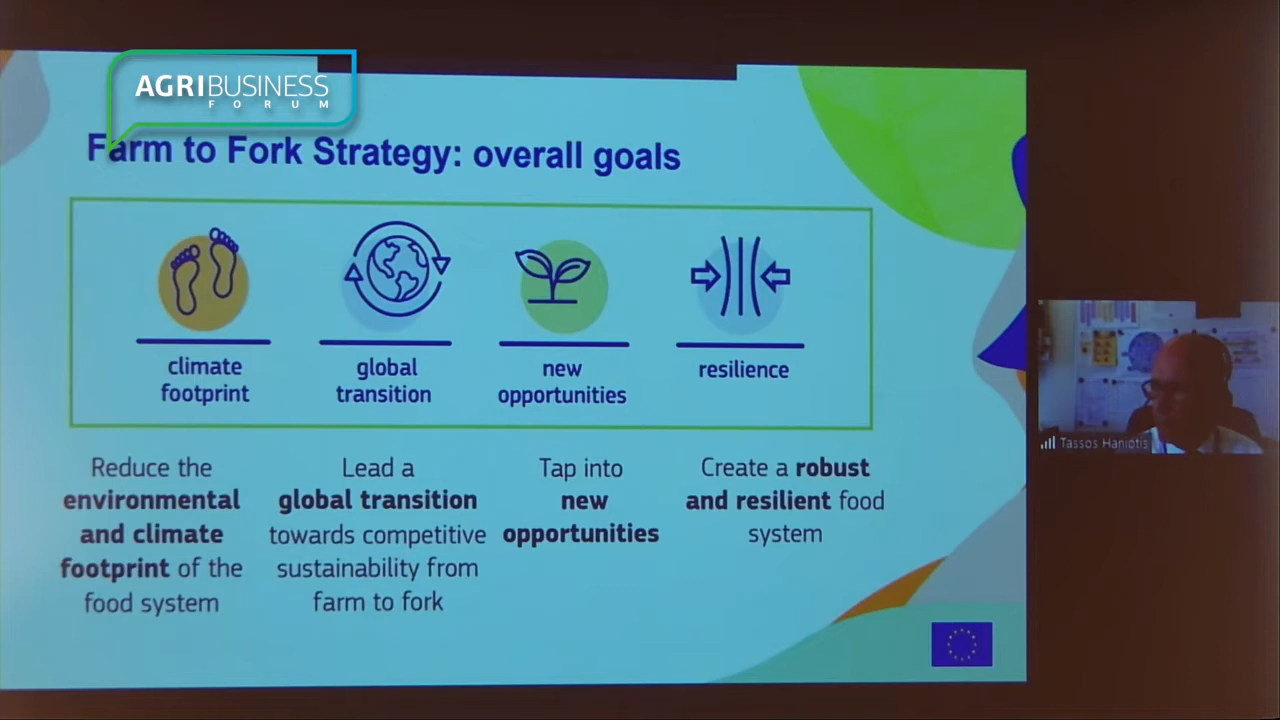 AGRIBUSINESS
FORUM
Farm to Fork Strategy: overall goals
climate
footprint
global
transition
new
opportunities
resilience
Reduce the
environmental
and climate
footprint of the
food system
Lead a
global transition
towards competitive
sustainability from
farm to fork
Tap into
new
opportunities
Create a robust
and resilient food
system
Tassos Haniotis